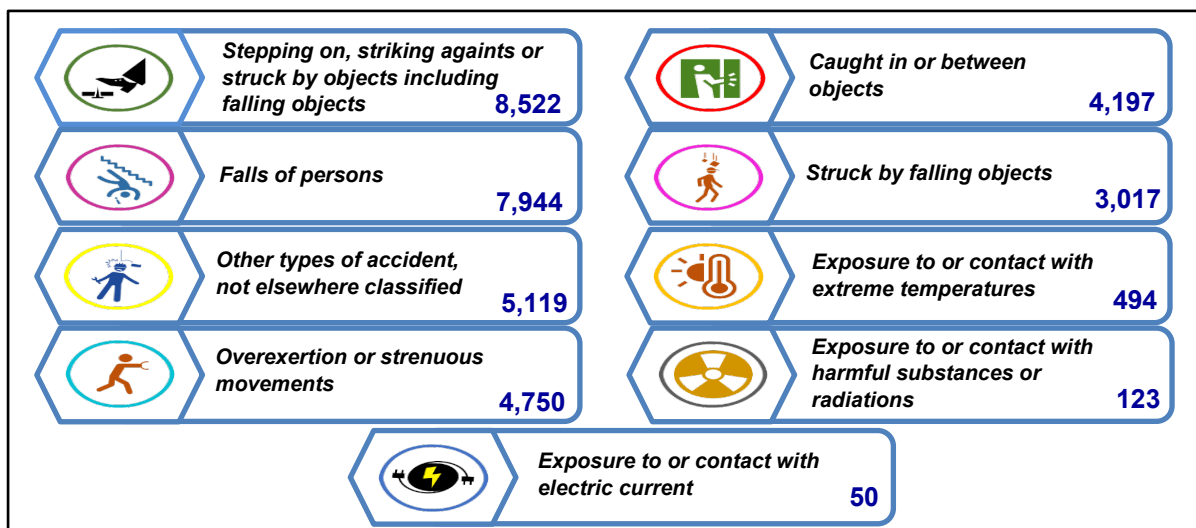 Stepping on, striking againts or
struck by objects including
falling objects
8,522
Caught in or between
objects
4,197
Falls of persons
7,944
Struck by falling objects
3,017
Other types of accident,
not elsewhere classified
5,119
Exposure to or contact with
extreme temperatures
494
Overexertion or strenuous
movements
4,750
Exposure to or contact with
harmful substances or
radiations
123
Exposure to or contact with
electric current
50